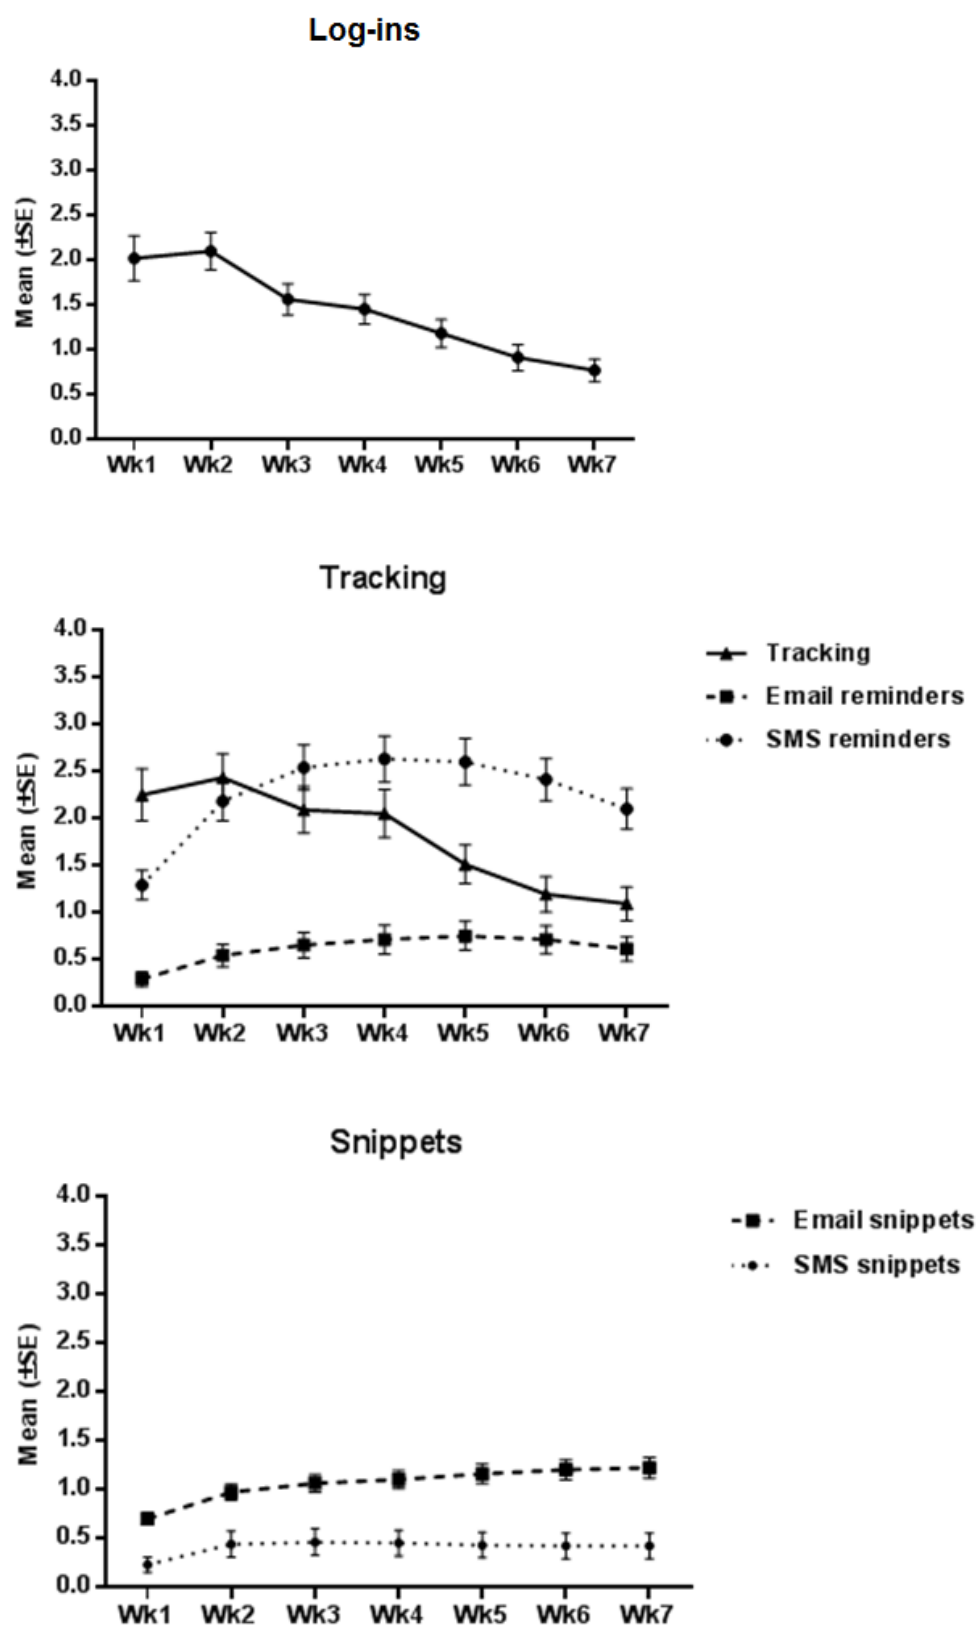 Log-ins
4.0
3.5
3.0
2.5
2.0
1.5
1.0
0.5
0.0
Mean (±SE)
Wk1 Wk2 Wk3 Wk4 Wk5 Wk6 Wk7
Tracking
4.0
3.5
3.0
2.5
2.0
1.5
1.0
0.5
0.0
Mean (±SE)
Wk1 Wk2 Wk3 Wk4 Wk5 Wk6 Wk7
Tracking
Email reminders
SMS reminders
Snippets
4.0
3.5
3.0
2.5
2.0
1.5
1.0
0.5
0.0
Mean (±SE)
Wk1 Wk2 Wk3 Wk4 Wk5 Wk6 Wk7
Email snippets
SMS snippets